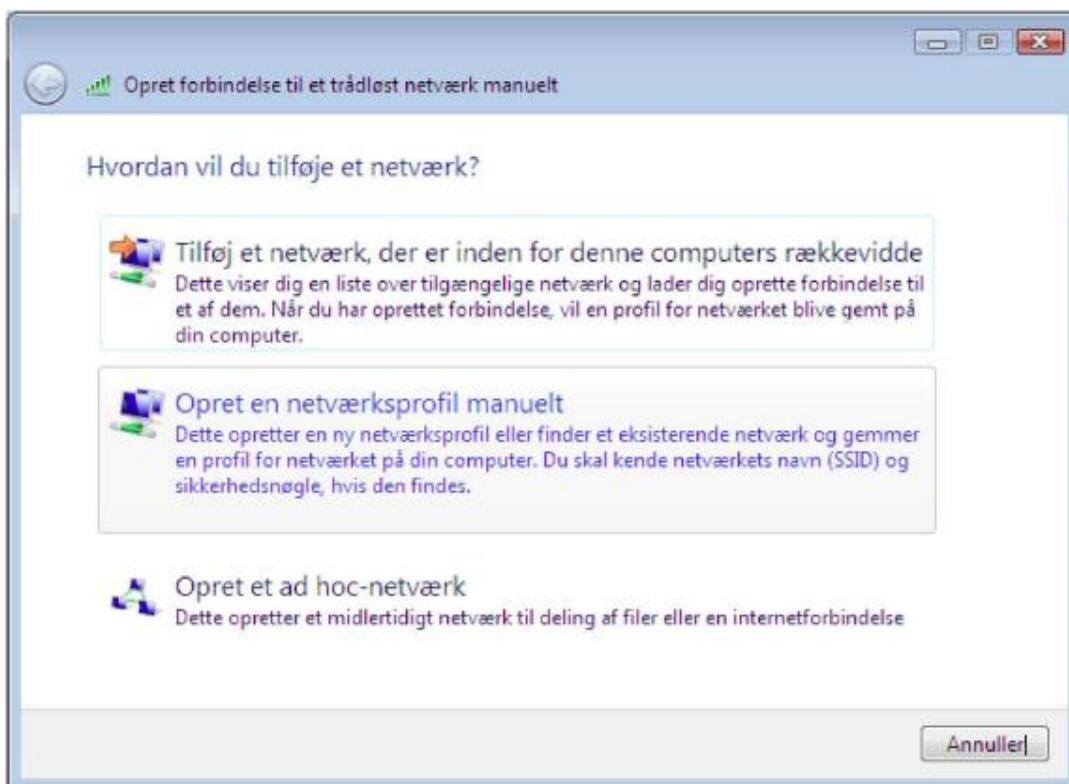 Opret forbindelse til et trådløst netværk manuelt
Hvordan vil du tilføje et netværk?
Tilføj et netværk, der er inden for denne computers rækkevidde
Dette viser dig en liste over tilgængelige netværk og lader dig oprette forbindelse til
et af dem. Når du har oprettet forbindelse, vil en profil for netværket blive gemt på
din computer.
Opret en netværksprofil manuelt
Dette opretter en ny netværksprofil eller finder et eksisterende netværk og gemmer
en profil for netværket på din computer. Du skal kende netværkets navn (SSID) og
sikkerhedsnøgle, hvis den findes.
Opret et ad hoc-netværk
Dette opretter et midlertidigt netværk til deling af filer eller en internetforbindelse
Annuller